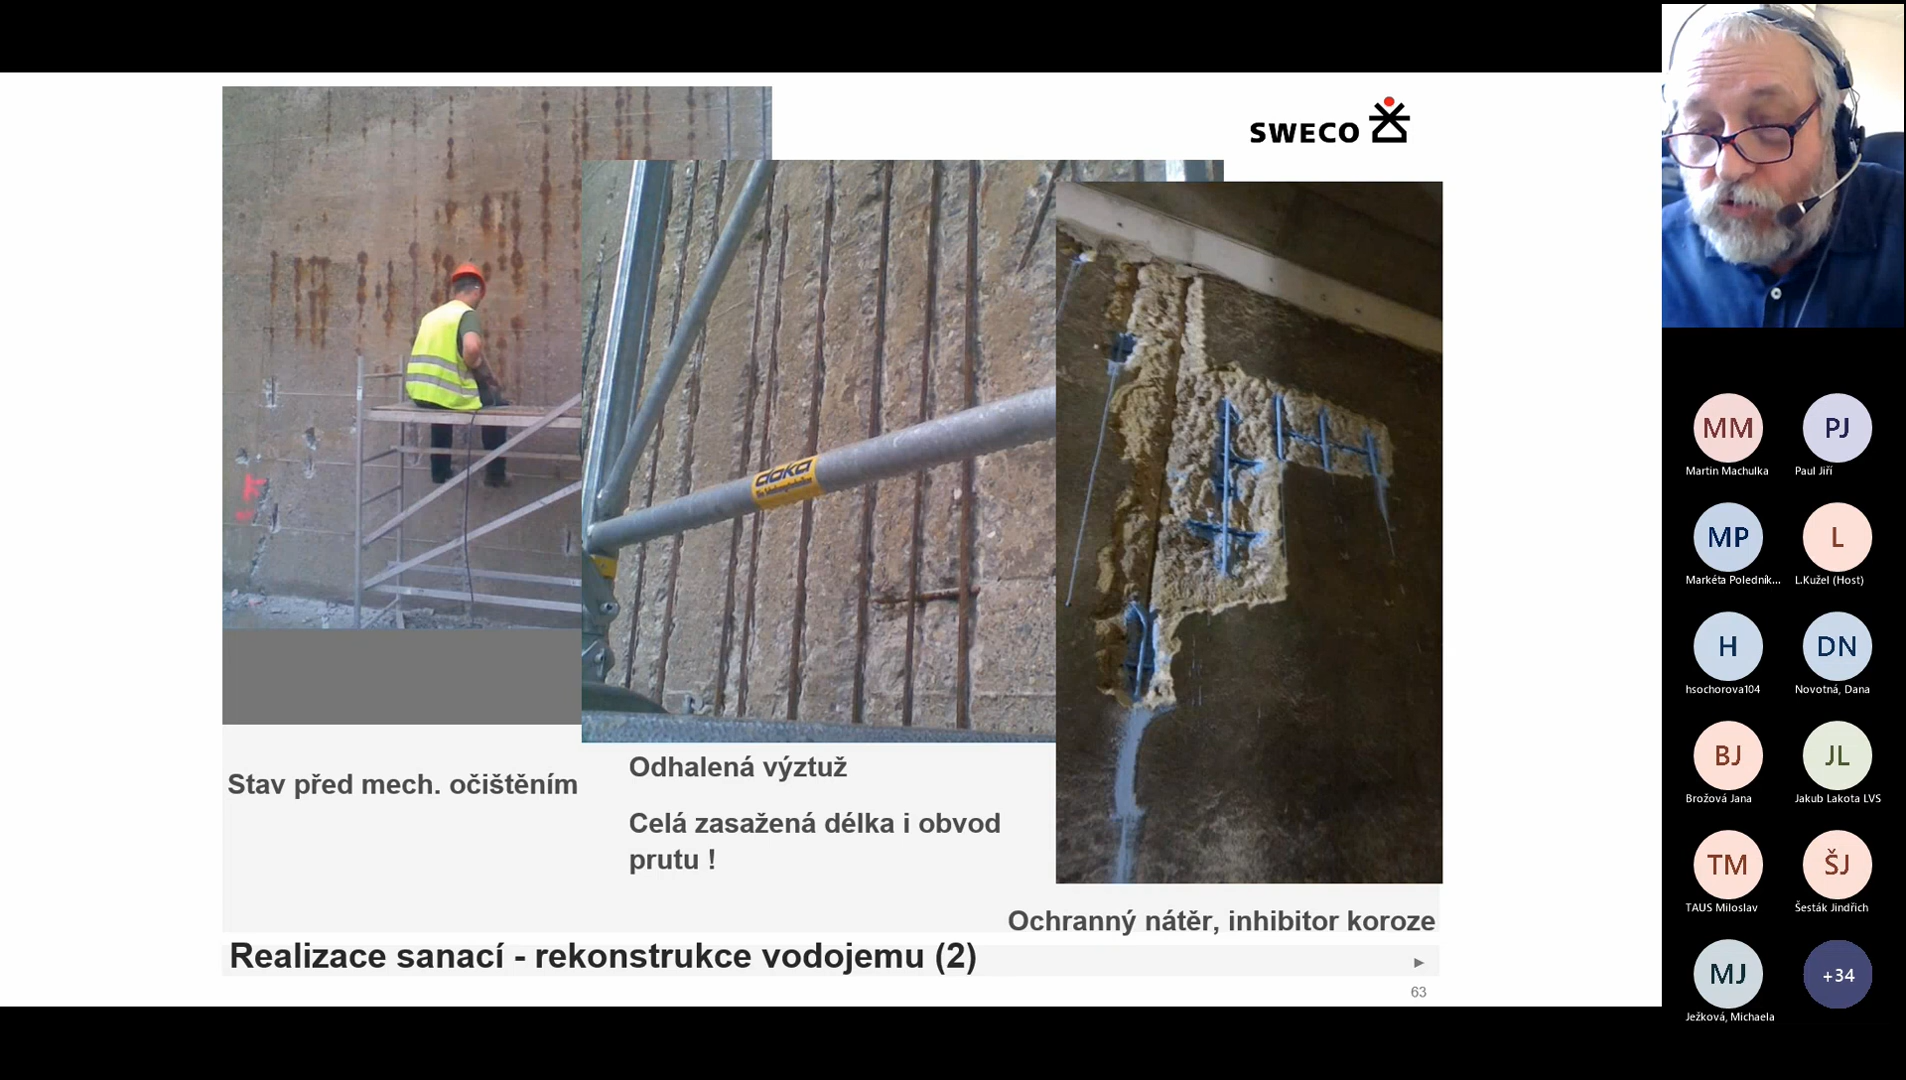 SWECO
doka
Stav před mech. očištěním
Odhalená výztuž
Celá zasažená délka i obvod
prutu !
Ochranný nátěr, inhibitor koroze
Realizace sanací - rekonstrukce vodojemu (2)
63
MM
Martin Machulka
PJ
Paul Jiří
MP
Markéta Poledník...
L
L.Kužel (Host)
H
hsochorova104
DN
Novotná, Dana
BJ
Brožová Jana
JL
Jakub Lakota LVS
TM
TAUS Miloslav
ŠJ
Šesták Jindřich
MJ
Ježková, Michaela
+34